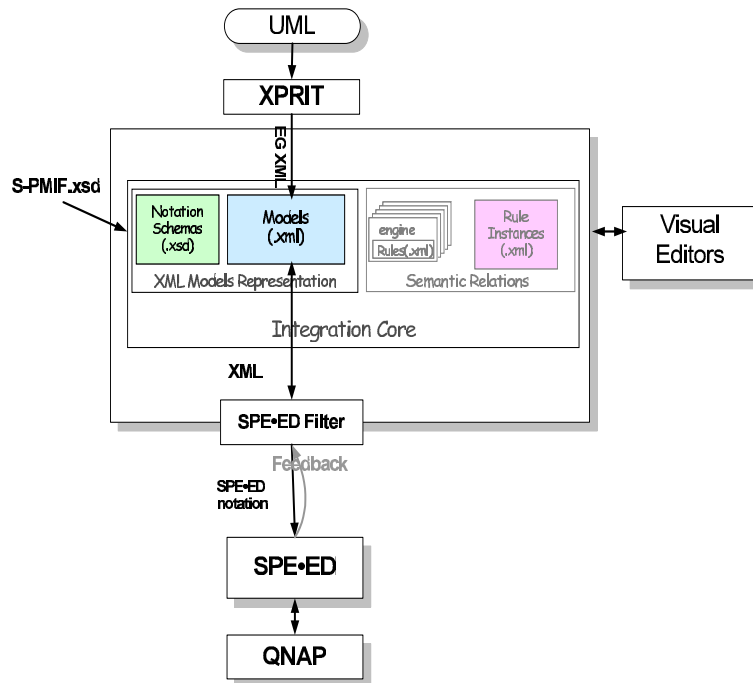 UML
XPRIT
EG XML
S-PMIF.xsd
Notation
Schemas
(.xsd)
Models
(.xml)
engine
Rules(.xml)
Rule
Instances
(.xml)
XML Models Representation
Semantic Relations
Integration Core
Visual
Editors
XML
SPE•ED Filter
Feedback
SPE•ED
notation
SPE•ED
QNAP